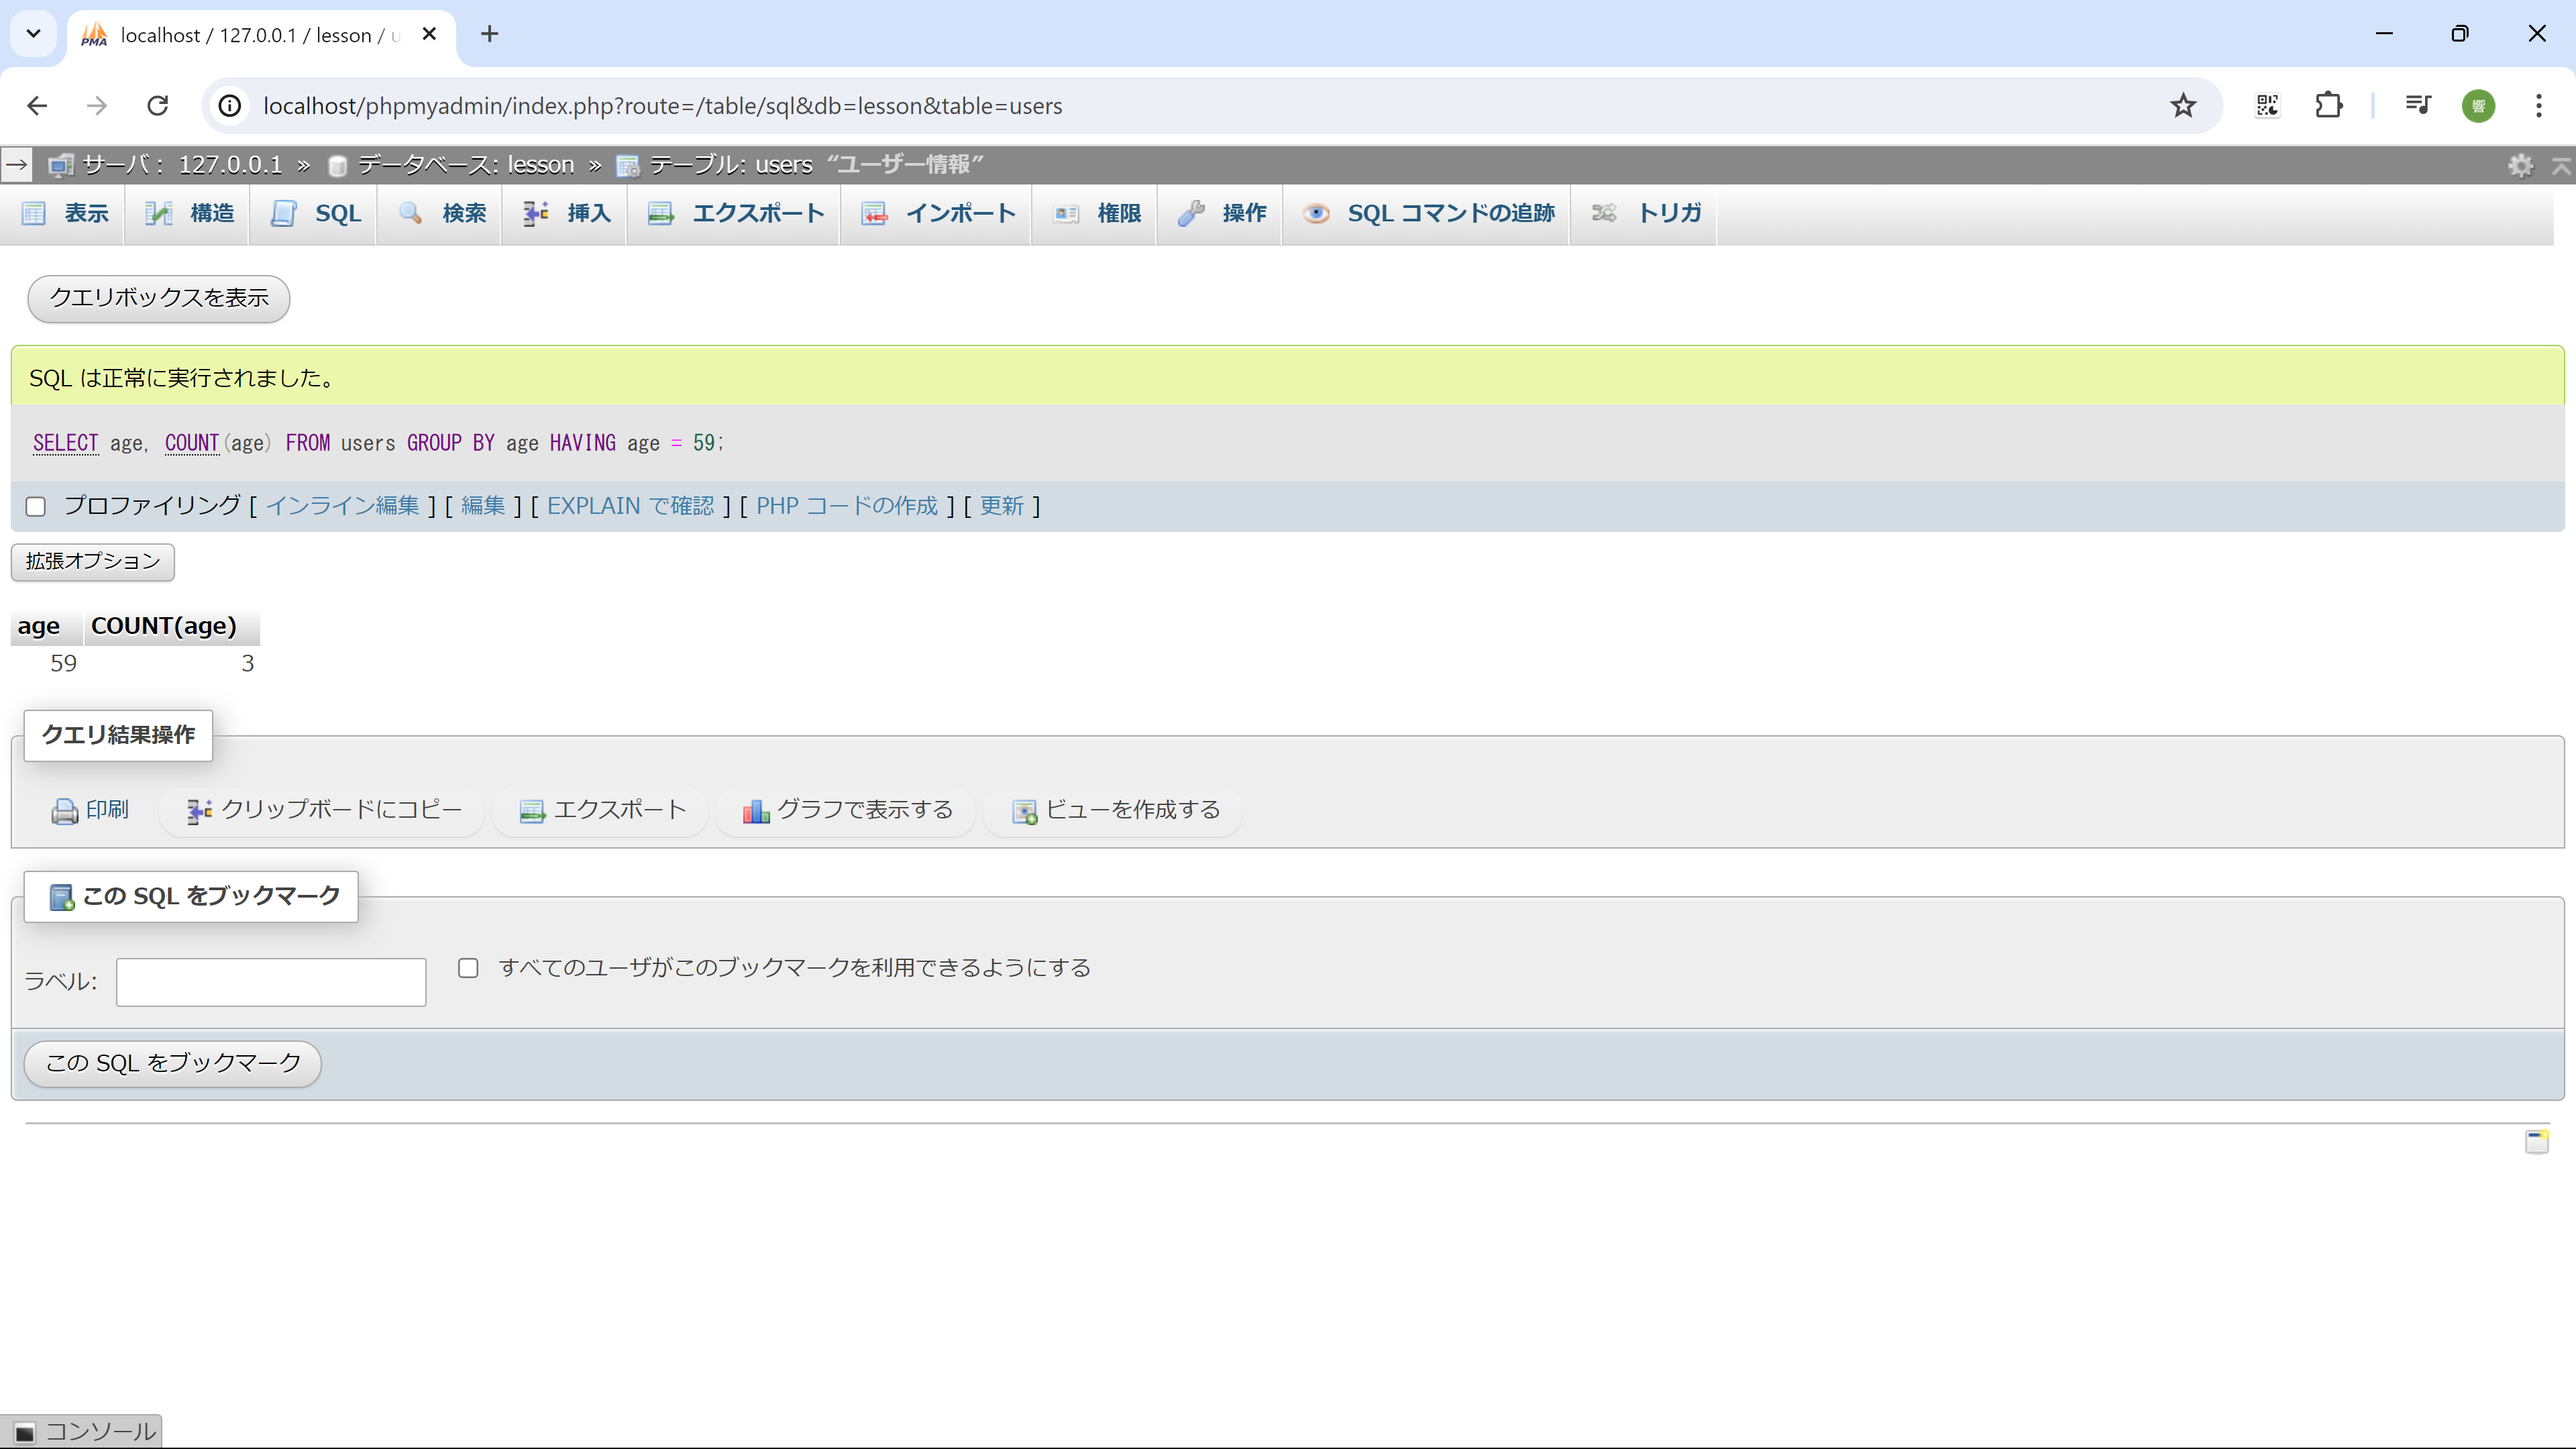 localhost / 127.0.0.1 / lesson / u
localhost/phpmyadmin/index.php?route=/table/sql&db=lesson&table=users
響
サーバ： 127.0.0.1 » データベース: lesson » テーブル: users “ユーザー情報”
表示 構造 SQL 検索 挿入 エクスポート インポート 権限 操作 SQL コマンドの追跡 トリガ
クエリボックスを表示
SQL は正常に実行されました。
SELECT age, COUNT(age) FROM users GROUP BY age HAVING age = 59;
プロファイリング [ インライン編集 ] [ 編集 ] [ EXPLAIN で確認 ] [ PHP コードの作成 ] [ 更新 ]
拡張オプション
age COUNT(age)
59 3
クエリ結果操作
印刷 クリップボードにコピー エクスポート グラフで表示する ビューを作成する
この SQL をブックマーク
ラベル: すべてのユーザがこのブックマークを利用できるようにする
この SQL をブックマーク
コンソール